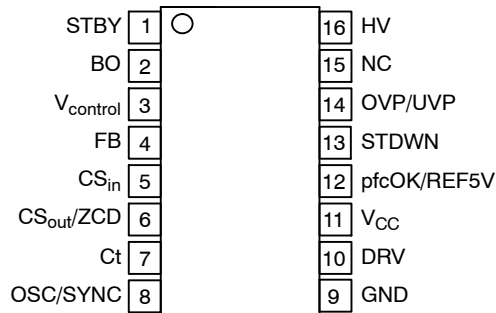 STBY 1 16 HV
BO 2 15 NC
Vcontrol 3 14 OVP/UVP
FB 4 13 STDWN
CSin 5 12 pfcOK/REF5V
CSout/ZCD 6 11 VCC
Ct 7 10 DRV
OSC/SYNC 8 9 GND